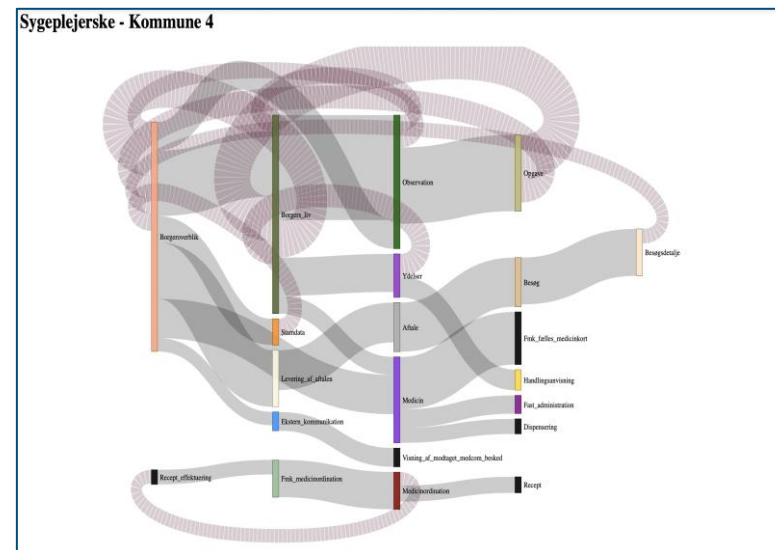 Sygeplejerske - Kommune 4
Borgeroverblik
Borgers_liv
Observation
Opgave
Besøgsdetalje
Ydelser
Besøg
Stamdata
Aftale
Fmk_fælles_medicinkort
Levering_af_aftalen
Medicin
Handlingsanvisning
Fast_administration
Ekstern_kommunikation
Dispensering
Visning_af_modtaget_medcom_besked
Recept_effektuering
Fmk_medicinordination
Medicinordination
Recept